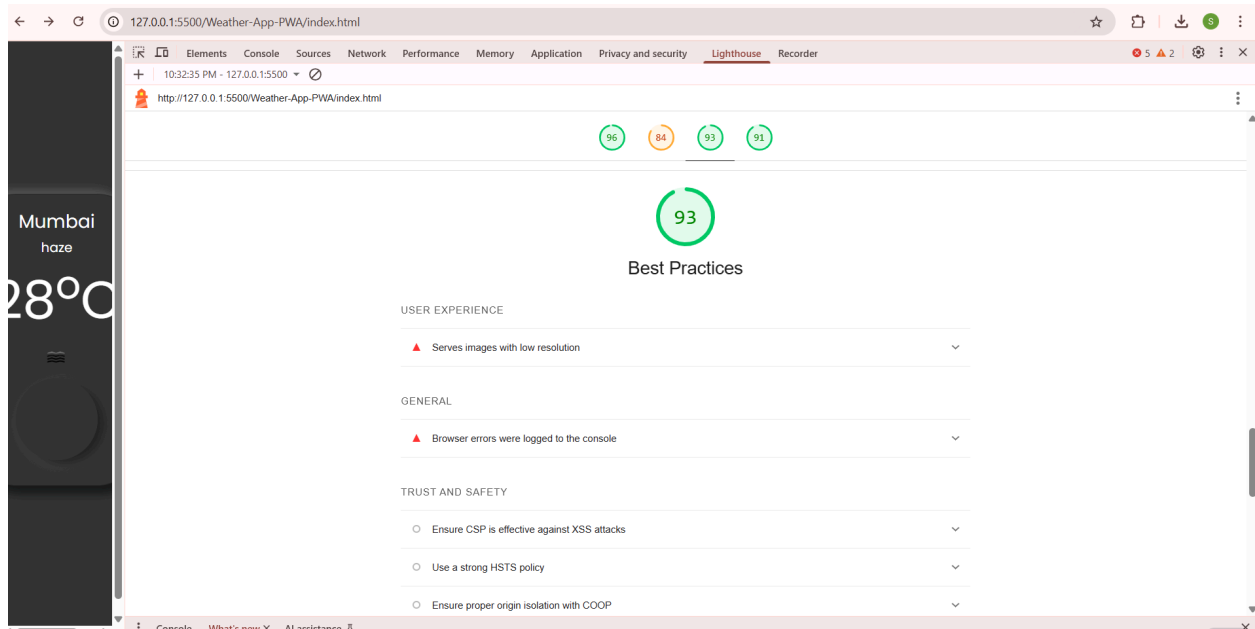 127.0.0.1:5500/Weather-App-PWA/index.html
S
Elements Console Sources Network Performance Memory Application Privacy and security Lighthouse Recorder 5 2
10:32:35 PM - 127.0.0.1:5500
http://127.0.0.1:5500/Weather-App-PWA/index.html
96 84 93 91
93
Best Practices
USER EXPERIENCE
Serves images with low resolution
GENERAL
Browser errors were logged to the console
TRUST AND SAFETY
Ensure CSP is effective against XSS attacks
Use a strong HSTS policy
Ensure proper origin isolation with COOP
Mumbai
haze
28°C
Console What's new AI assistance